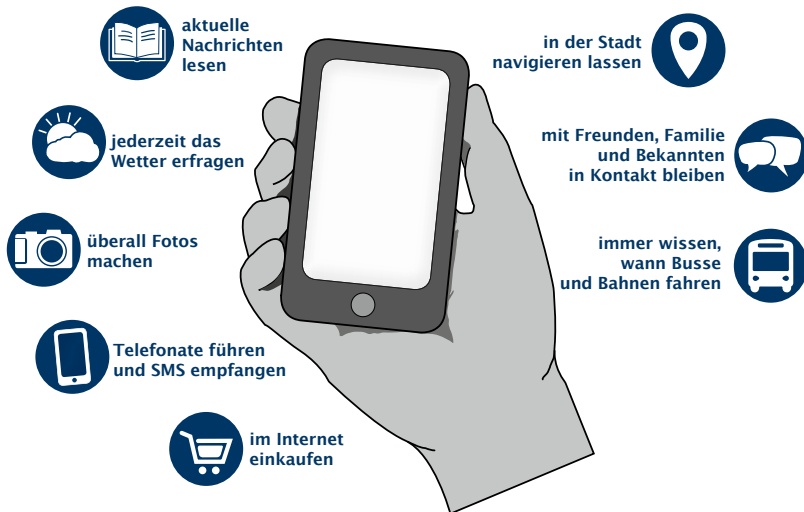 aktuelle
Nachrichten
lesen
jederzeit das
Wetter erfragen
überall Fotos
machen
Telefonate führen
und SMS empfangen
im Internet
einkaufen
in der Stadt
navigieren lassen
mit Freunden, Familie
und Bekannten
in Kontakt bleiben
immer wissen,
wann Busse
und Bahnen fahren